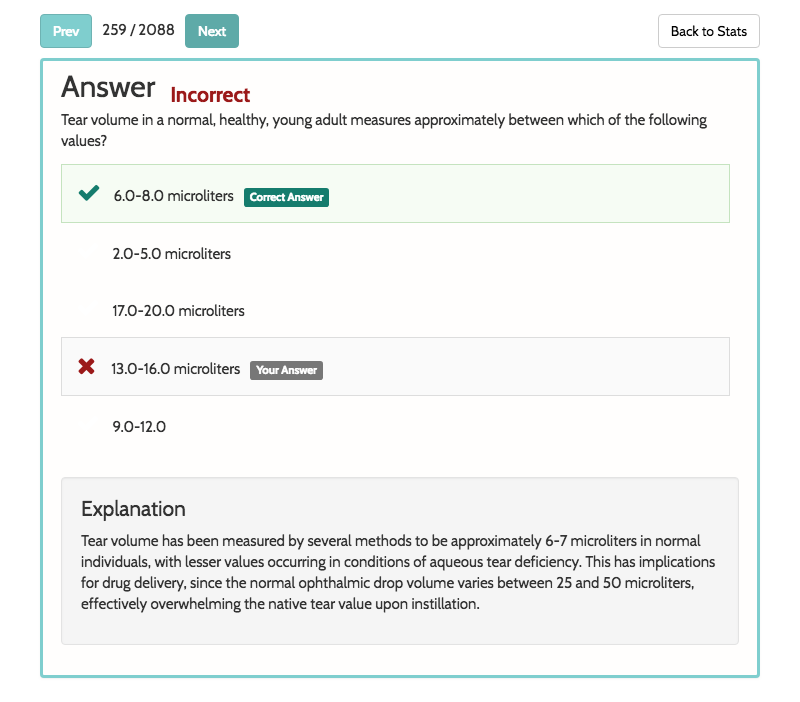 Prev 259 / 2088 Next Back to Stats
Answer Incorrect
Tear volume in a normal, healthy, young adult measures approximately between which of the following
values?
6.0-8.0 microliters Correct Answer
2.0-5.0 microliters
17.0-20.0 microliters
13.0-16.0 microliters Your Answer
9.0-12.0
Explanation
Tear volume has been measured by several methods to be approximately 6-7 microliters in normal
individuals, with lesser values occurring in conditions of aqueous tear deficiency. This has implications
for drug delivery, since the normal ophthalmic drop volume varies between 25 and 50 microliters,
effectively overwhelming the native tear value upon instillation.